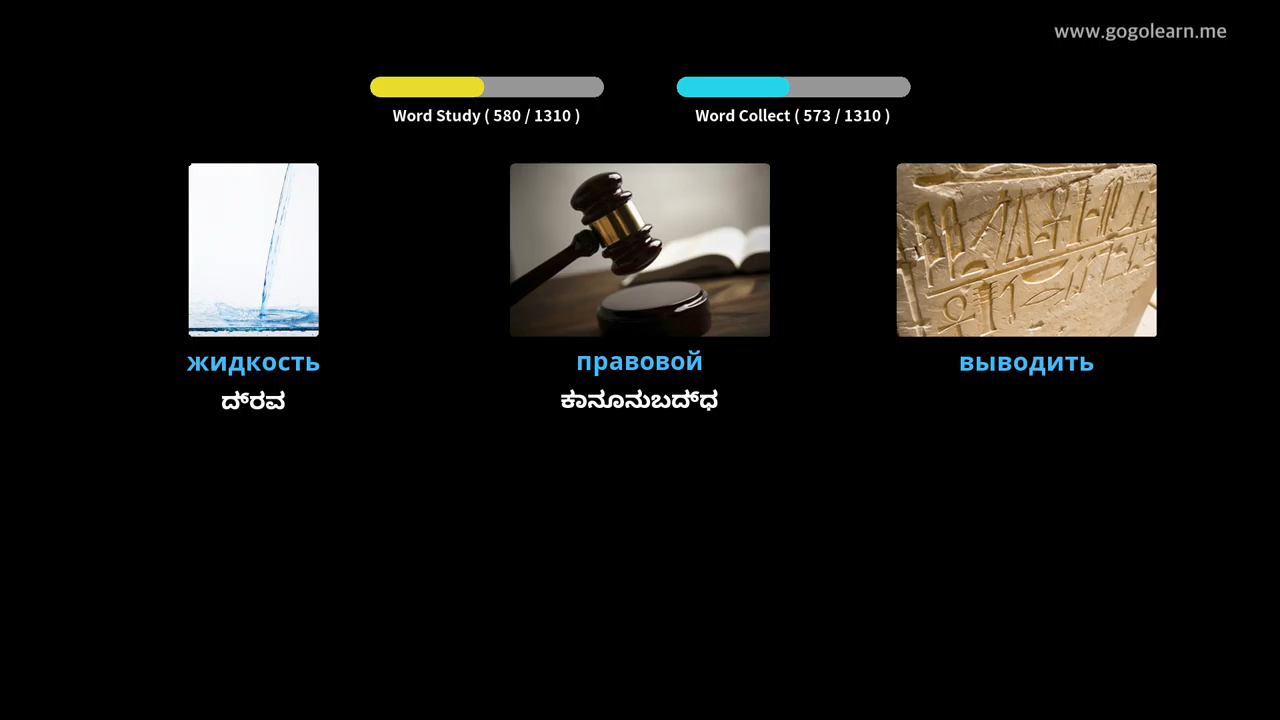 www.gogolearn.me
Word Study ( 580 / 1310 )
Word Collect ( 573 / 1310 )
жидкость
правовой
выводить
ದ್ರವ
ಕಾನೂನುಬದ್ಧ